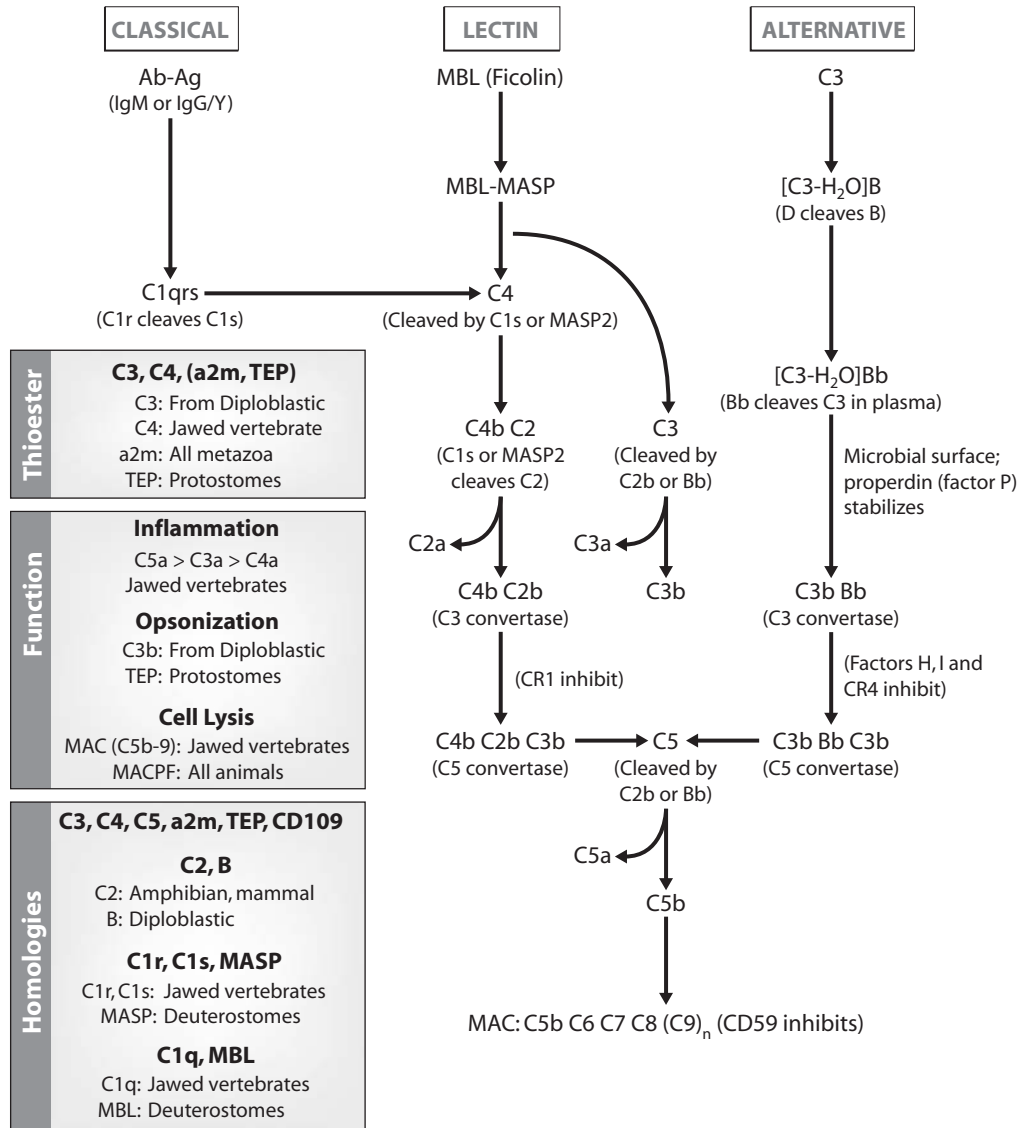 CLASSICAL
Ab-Ag
(IgM or IgG/Y)
C1qrs
(C1r cleaves C1s)
LECTIN
MBL (Ficolin)
MBL-MASP
C4
(Cleaved by C1s or MASP2)
C4b C2
(C1s or MASP2
cleaves C2)
C2a
C4b C2b
(C3 convertase)
(CR1 inhibit)
C4b C2b C3b
(C5 convertase)
C3
(Cleaved by
C2b or Bb)
C3a
C3b
ALTERNATIVE
C3
[C3-H₂O]B
(D cleaves B)
[C3-H₂O]Bb
(Bb cleaves C3 in plasma)
Microbial surface;
properdin (factor P)
stabilizes
C3b Bb
(C3 convertase)
(Factors H, I and
CR4 inhibit)
C3b Bb C3b
(C5 convertase)
C5
(Cleaved by
C2b or Bb)
C5a
C5b
MAC: C5b C6 C7 C8 (C9)ₙ (CD59 inhibits)
Thioester
C3, C4, (a2m, TEP)
C3: From Diploblastic
C4: Jawed vertebrate
a2m: All metazoa
TEP: Protostomes
Function
Inflammation
C5a > C3a > C4a
Jawed vertebrates
Opsonization
C3b: From Diploblastic
TEP: Protostomes
Cell Lysis
MAC (C5b-9): Jawed vertebrates
MACPF: All animals
Homologies
C3, C4, C5, a2m, TEP, CD109
C2, B
C2: Amphibian, mammal
B: Diploblastic
C1r, C1s, MASP
C1r, C1s: Jawed vertebrates
MASP: Deuterostomes
C1q, MBL
C1q: Jawed vertebrates
MBL: Deuterostomes